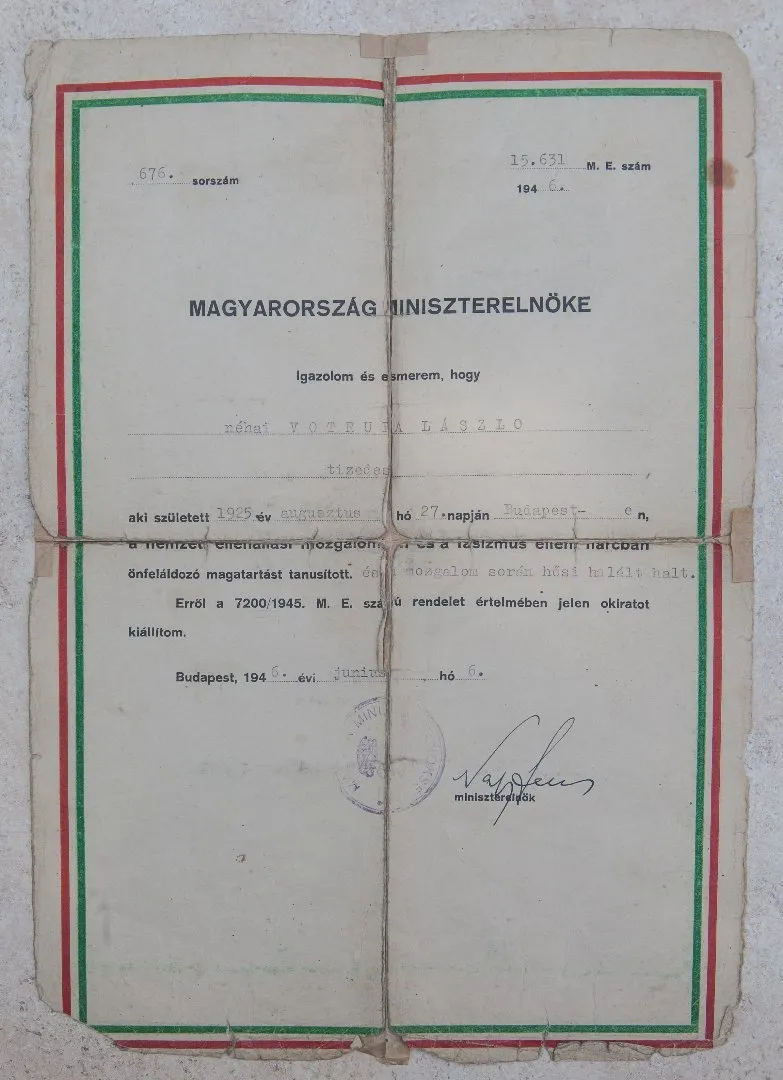 676. sorszám
15.631 M. E. szám
194 6.
MAGYARORSZÁG MINISZTERELNÖKE
Igazolom és elismerem, hogy
néhai VOTRUBA LÁSZLO
tizedes
aki született 1925 év augusztus hó 27. napján Budapest- en,
a nemzeti ellenállási mozgalomban és a fasizmus elleni harcban
önfeláldozó magatartást tanusított. és a mozgalom során hősi halált halt.
Erről a 7200/1945. M. E. számú rendelet értelmében jelen okiratot
kiállítom.
Budapest, 194 6. évi junius hó 6.
Nagy Ferenc
miniszterelnök